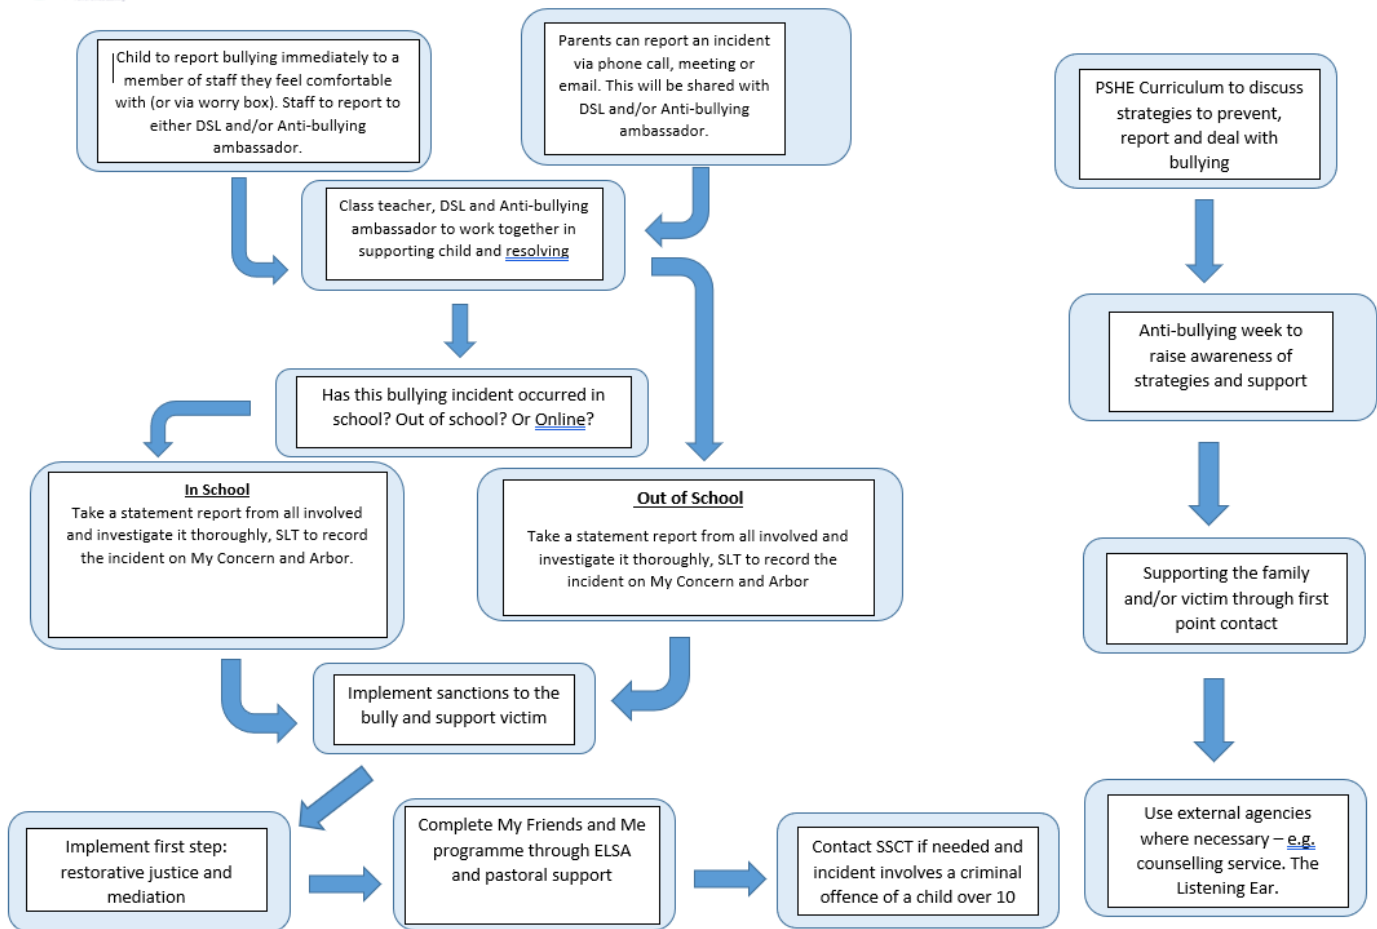 Child to report bullying immediately to a
member of staff they feel comfortable
with (or via worry box). Staff to report to
either DSL and/or Anti-bullying
ambassador.
Parents can report an incident
via phone call, meeting or
email. This will be shared with
DSL and/or Anti-bullying
ambassador.
Class teacher, DSL and Anti-bullying
ambassador to work together in
supporting child and resolving
Has this bullying incident occurred in
school? Out of school? Or Online?
In School
Take a statement report from all involved
and investigate it thoroughly, SLT to record
the incident on My Concern and Arbor.
Out of School
Take a statement report from all involved and
investigate it thoroughly, SLT to record the
incident on My Concern and Arbor
Implement sanctions to the
bully and support victim
Implement first step:
restorative justice and
mediation
Complete My Friends and Me
programme through ELSA
and pastoral support
Contact SSCT if needed and
incident involves a criminal
offence of a child over 10
PSHE Curriculum to discuss
strategies to prevent,
report and deal with
bullying
Anti-bullying week to
raise awareness of
strategies and support
Supporting the family
and/or victim through first
point contact
Use external agencies
where necessary – e.g.
counselling service. The
Listening Ear.